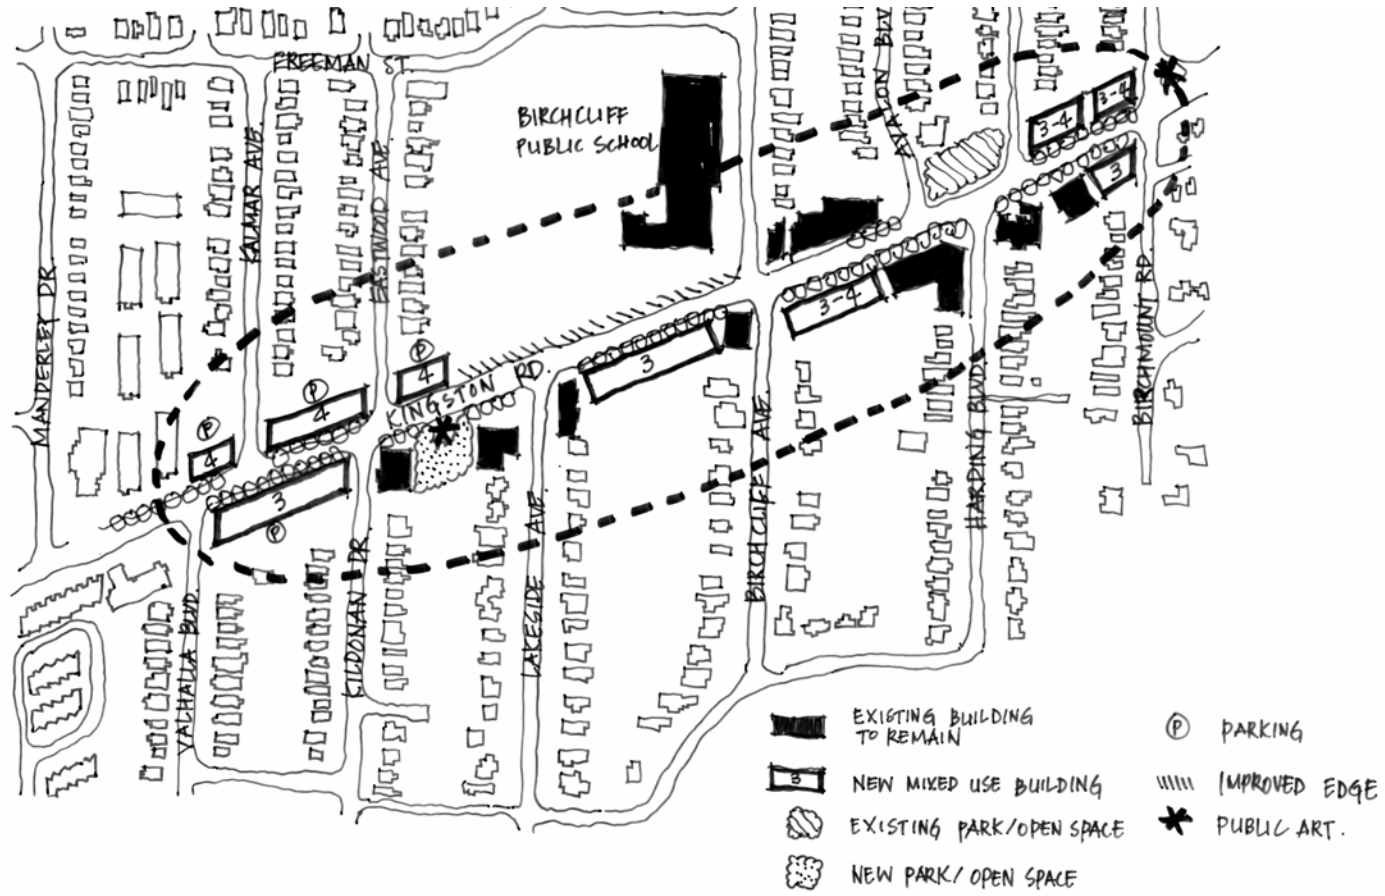 FREEMAN ST.
BIRCHCLIFF
PUBLIC SCHOOL
AVALON BLVD
KALMAR AVE.
EASTWOOD AVE.
MANDERLEY DR.
KINGSTON RD.
3-4
3-4
3
3-4
3
P
4
P
4
P
4
3
P
BIRCHMOUNT RD.
HARDING BLVD.
BIRCHCLIFF AVE.
LAKESIDE AVE.
KILDONAN DR.
VALHALLA BLVD.
EXISTING BUILDING
TO REMAIN
3
NEW MIXED USE BUILDING
EXISTING PARK/OPEN SPACE
NEW PARK/OPEN SPACE
P
PARKING
IMPROVED EDGE
PUBLIC ART.